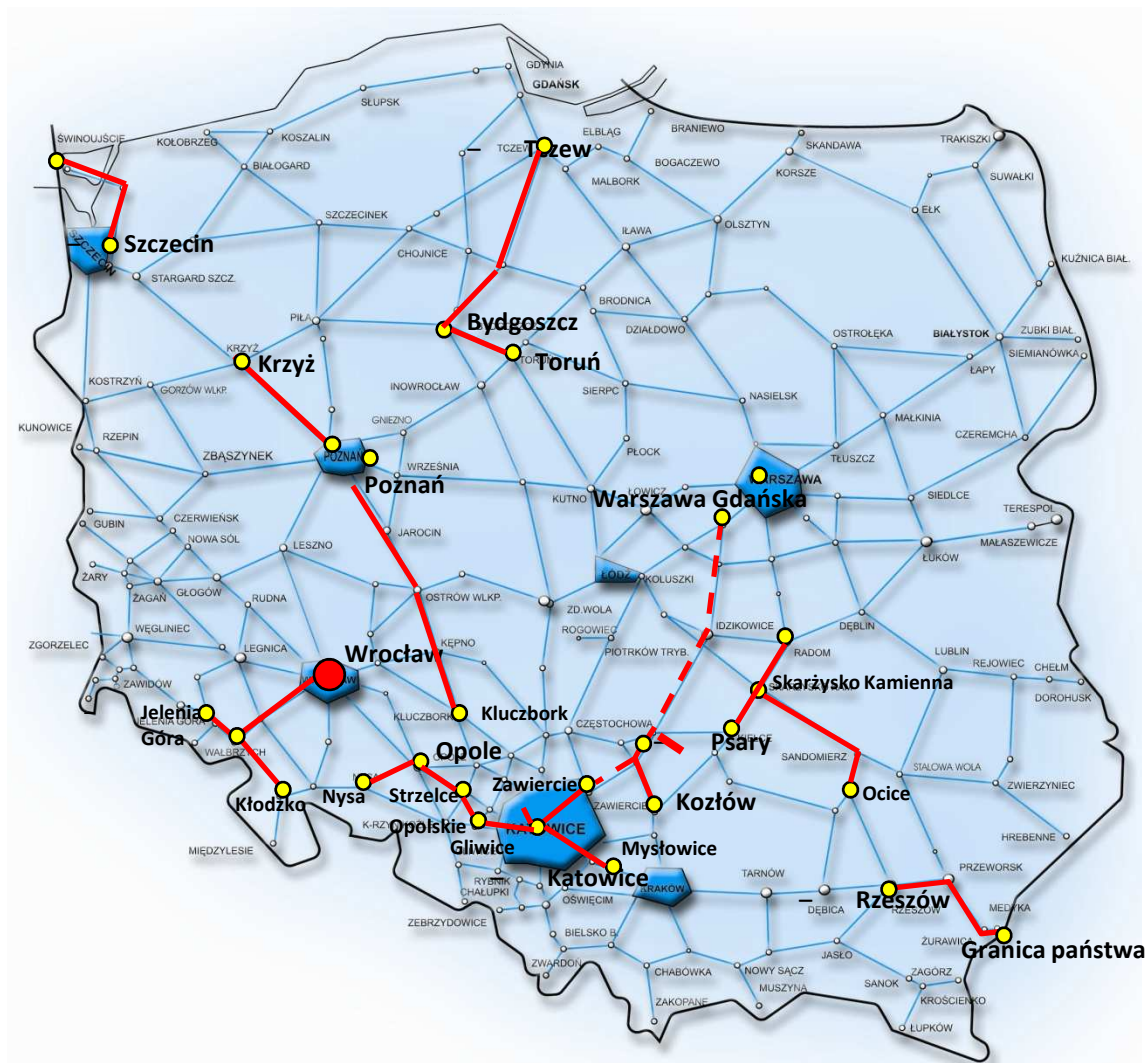 GDYNIA
GDAŃSK
SŁUPSK
ŚWINOUJŚCIE
KOŁOBRZEG
KOSZALIN
BIAŁOGARD
TCZEW
Tczew
ELBLĄG
BRANIEWO
BOGACZEWO
MALBORK
SKANDAWA
KORSZE
TRAKISZKI
SUWAŁKI
EŁK
SZCZECIN
Szczecin
SZCZECINEK
CHOJNICE
IŁAWA
OLSZTYN
KUŹNICA BIAŁ.
STARGARD SZCZ.
PIŁA
Bydgoszcz
BRODNICA
DZIAŁDOWO
OSTROŁĘKA
BIAŁYSTOK
ZUBKI BIAŁ.
SIEMIANÓWKA
ŁAPY
KRZYŻ
Krzyż
Toruń
KOSTRZYŃ
GORZÓW WLKP.
INOWROCŁAW
SIERPC
NASIELSK
MAŁKINIA
CZEREMCHA
KUNOWICE
RZEPIN
ZBĄSZYNEK
GNIEZNO
POZNAŃ
Poznań
WRZEŚNIA
PŁOCK
TŁUSZCZ
KUTNO
ŁOWICZ
Warszawa Gdańska
WARSZAWA
SIEDLCE
TERESPOL
MAŁASZEWICZE
ŁUKÓW
GUBIN
CZERWIEŃSK
NOWA SÓL
LESZNO
JAROCIN
ŻARY
ŻAGAŃ
GŁOGÓW
RUDNA
OSTRÓW WLKP.
ŁÓDŹ
KOLUSZKI
ZD.WOLA
ROGOWIEC
PIOTRKÓW TRYB.
IDZIKOWICE
RADOM
DĘBLIN
LUBLIN
REJOWIEC
CHEŁM
DOROHUSK
ZGORZELEC
WĘGLINIEC
LEGNICA
Wrocław
KĘPNO
ZAWIDÓW
Skarżysko Kamienna
Jelenia
Góra
JELENIA GÓRA
WAŁBRZYCH
KLUCZBORK
Kluczbork
CZĘSTOCHOWA
Psary
SANDOMIERZ
STALOWA WOLA
ZWIERZYNIEC
HREBENNE
Opole
Kłodzko
Nysa
Strzelce
Opolskie
Gliwice
Zawiercie
ZAWIERCIE
Kozłów
Ocice
KATOWICE
Katowice
Mysłowice
MIĘDZYLESIE
RYBNIK
CHAŁUPKI
ZEBRZYDOWICE
OŚWIĘCIM
KRAKÓW
TARNÓW
DĘBICA
Rzeszów
RZESZÓW
PRZEWORSK
MEDYKA
ŻURAWICA
Granica państwa
BIELSKO B.
ZWARDOŃ
CHABÓWKA
ZAKOPANE
NOWY SĄCZ
MUSZYNA
JASŁO
SANOK
ZAGÓRZ
KROŚCIENKO
ŁUPKÓW